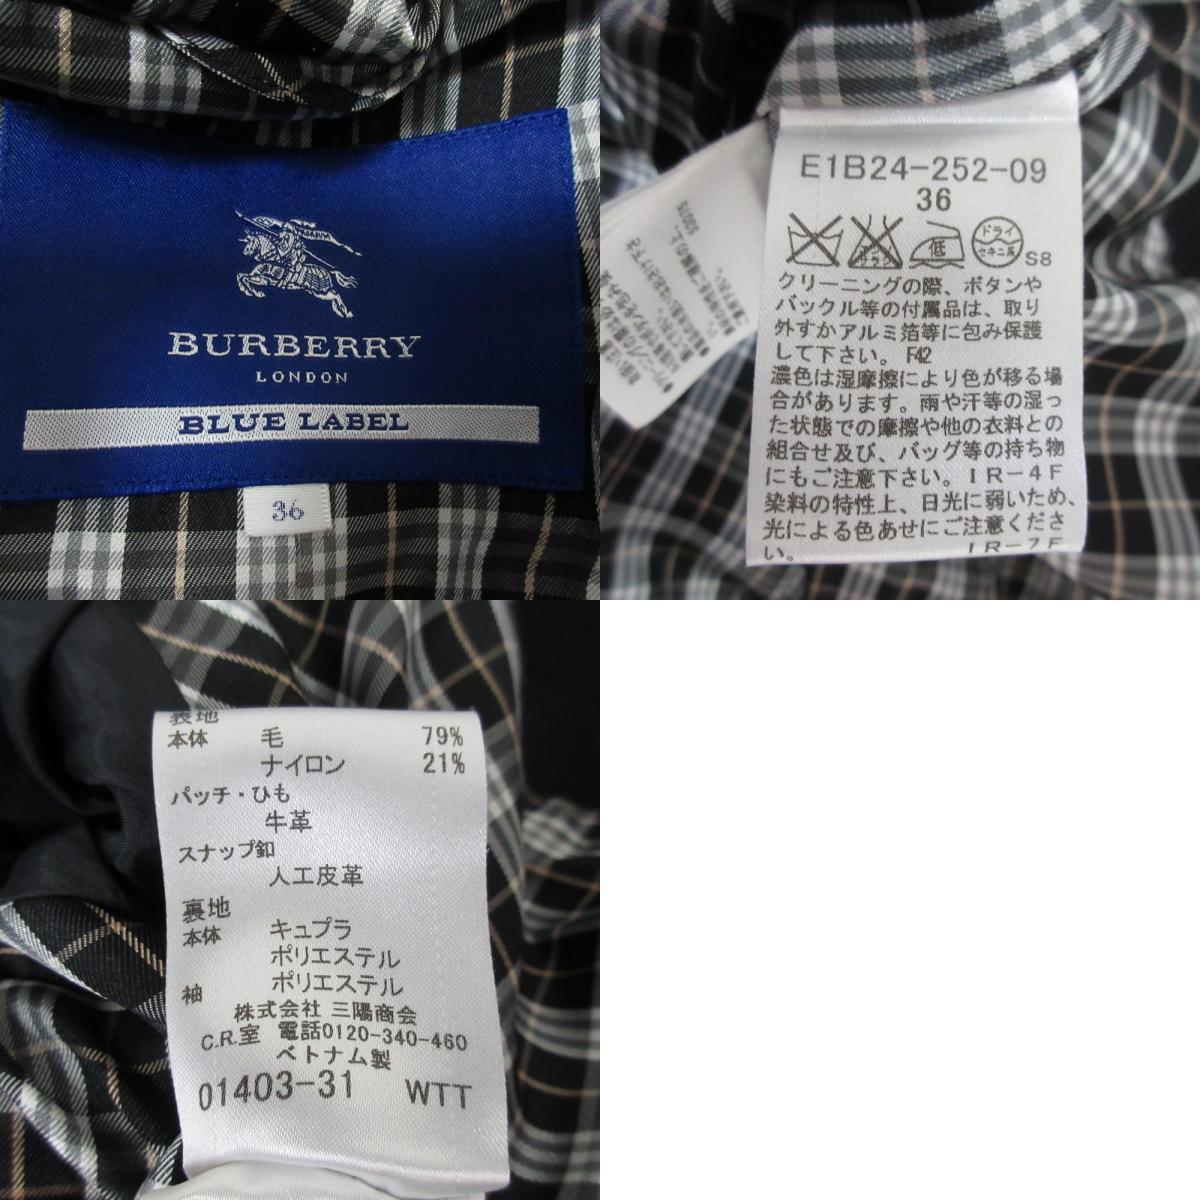 BURBERRY
LONDON
BLUE LABEL
36
E1B24-252-09
36
低
ドライ
セキユ系
S8
クリーニングの際、ボタンや
バックル等の付属品は、取り
外すかアルミ箔等に包み保護
して下さい。 F42
濃色は湿摩擦により色が移る場
合があります。雨や汗等の湿っ
た状態での摩擦や他の衣料との
組合せ及び、バッグ等の持ち物
にもご注意下さい。 IR-4F
染料の特性上、日光に弱いため、
光による色あせにご注意くださ
い。 IR-7F
表地
本体 毛 79%
ナイロン 21%
パッチ・ひも
牛革
スナップ釦
人工皮革
裏地
本体 キュプラ
ポリエステル
袖 ポリエステル
株式会社 三陽商会
C.R.室 電話0120-340-460
ベトナム製
01403-31 WTT